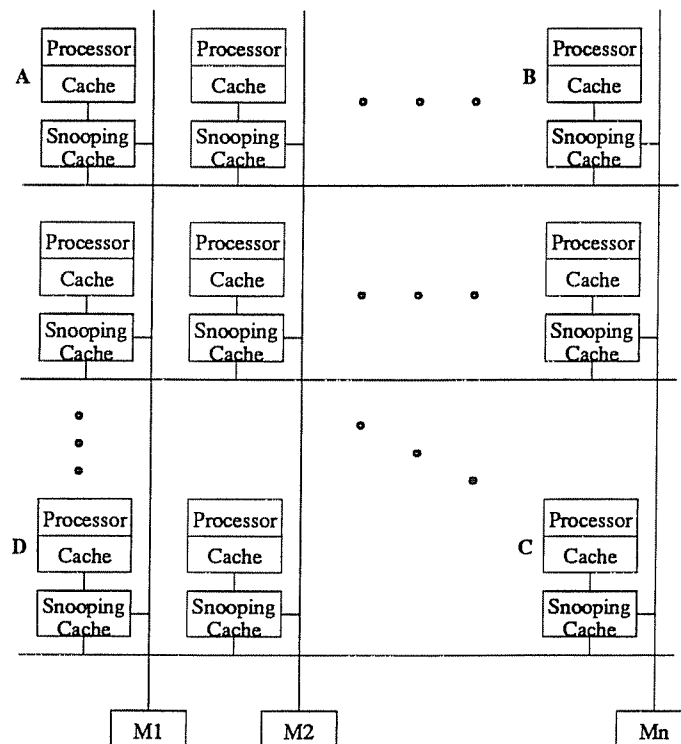 Processor
Processor
Processor
A
B
Cache
Cache
Cache
Snooping
Cache
Snooping
Cache
Snooping
Cache
Processor
Processor
Processor
Cache
Cache
Cache
Snooping
Cache
Snooping
Cache
Snooping
Cache
Processor
Processor
Processor
D
C
Cache
Cache
Cache
Snooping
Cache
Snooping
Cache
Snooping
Cache
M1
M2
Mn